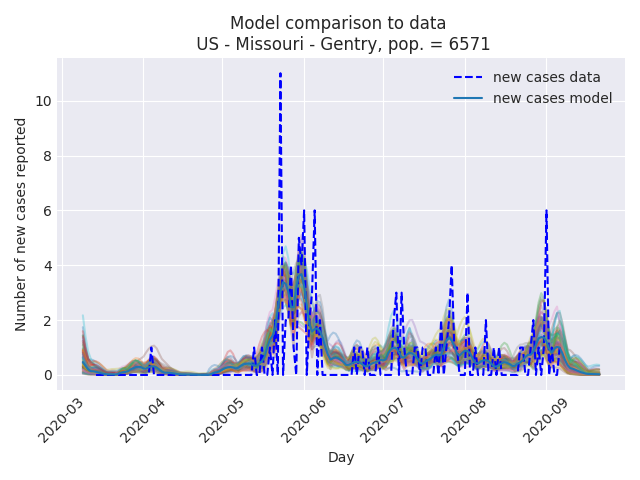 Model comparison to data
US - Missouri - Gentry, pop. = 6571
new cases data
new cases model
Number of new cases reported
10
8
6
4
2
0
2020-03
2020-04
2020-05
2020-06
2020-07
2020-08
2020-09
Day